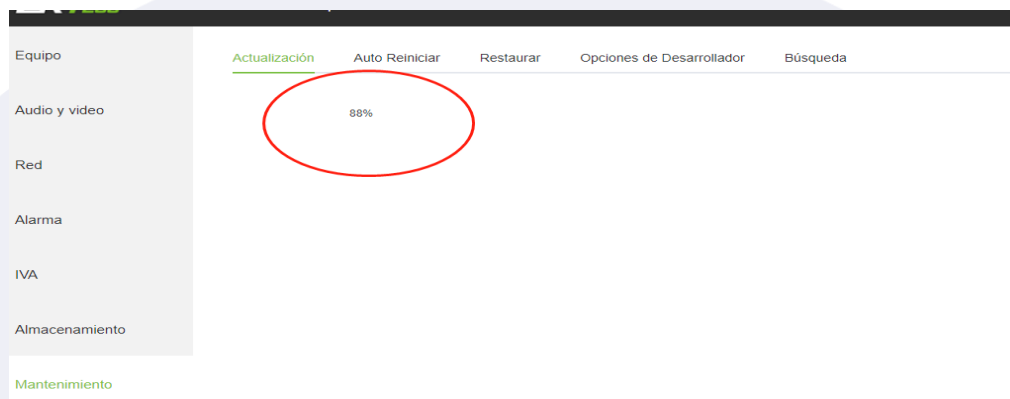 Equipo
Actualización Auto Reiniciar Restaurar Opciones de Desarrollador Búsqueda
Audio y video
88%
Red
Alarma
IVA
Almacenamiento
Mantenimiento